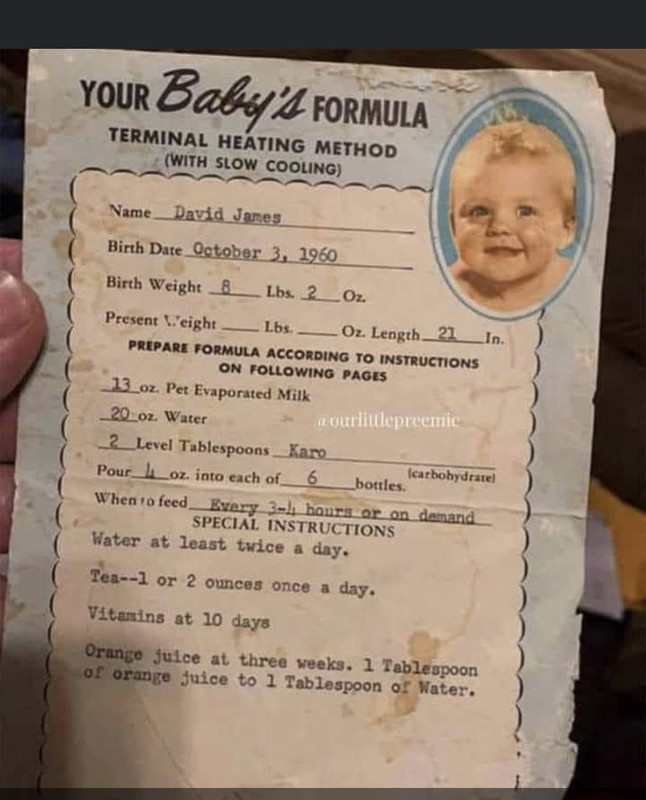 YOUR Baby's FORMULA
TERMINAL HEATING METHOD
(WITH SLOW COOLING)
Name David James
Birth Date October 3, 1960
Birth Weight 8 Lbs. 2 Oz.
Present Weight Lbs. Oz. Length 21 In.
PREPARE FORMULA ACCORDING TO INSTRUCTIONS
ON FOLLOWING PAGES
13 oz. Pet Evaporated Milk
20 oz. Water
@ourlittlepreemie
2 Level Tablespoons Karo
(carbohydrate)
Pour 4 oz. into each of 6 bottles.
When to feed Every 3-4 hours or on demand
SPECIAL INSTRUCTIONS
Water at least twice a day.
Tea--1 or 2 ounces once a day.
Vitamins at 10 days
Orange juice at three weeks. 1 Tablespoon
of orange juice to 1 Tablespoon of Water.